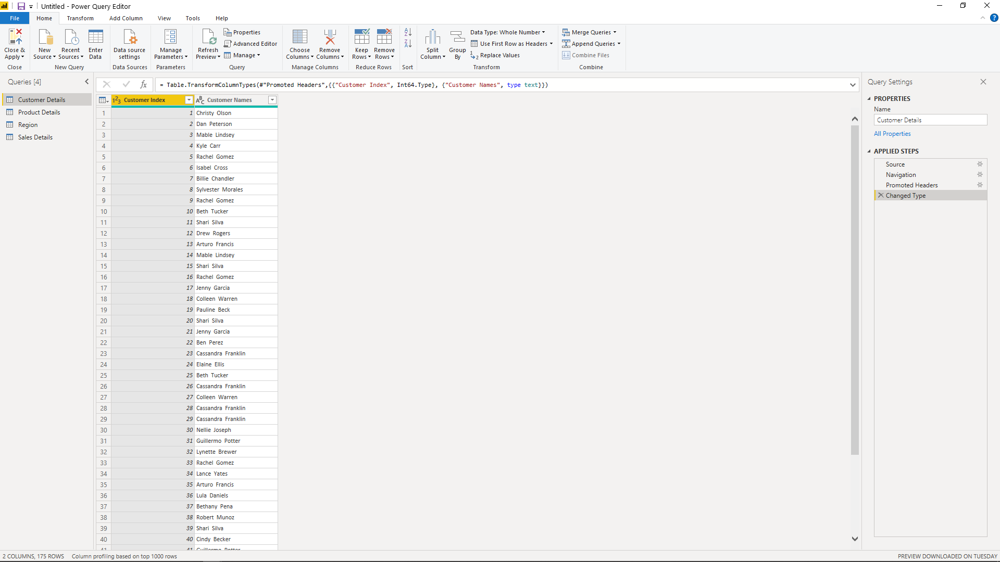 Untitled - Power Query Editor
File Home Transform Add Column View Tools Help
Close & Apply
Close
New Source
Recent Sources
Enter Data
New Query
Data source settings
Data Sources
Manage Parameters
Parameters
Refresh Preview
Properties
Advanced Editor
Manage
Query
Choose Columns
Remove Columns
Manage Columns
Keep Rows
Remove Rows
Reduce Rows
Sort
Split Column
Group By
Data Type: Whole Number
Use First Row as Headers
Replace Values
Transform
Merge Queries
Append Queries
Combine Files
Combine
Queries [4]
Customer Details
Product Details
Region
Sales Details
fx = Table.TransformColumnTypes(#"Promoted Headers",{{"Customer Index", Int64.Type}, {"Customer Names", type text}})
Customer Index Customer Names
1 1 Christy Olson
2 2 Dan Peterson
3 3 Mable Lindsey
4 4 Kyle Carr
5 5 Rachel Gomez
6 6 Isabel Cross
7 7 Billie Chandler
8 8 Sylvester Morales
9 9 Rachel Gomez
10 10 Beth Tucker
11 11 Shari Silva
12 12 Drew Rogers
13 13 Arturo Francis
14 14 Mable Lindsey
15 15 Shari Silva
16 16 Rachel Gomez
17 17 Jenny Garcia
18 18 Colleen Warren
19 19 Pauline Beck
20 20 Shari Silva
21 21 Jenny Garcia
22 22 Ben Perez
23 23 Cassandra Franklin
24 24 Elaine Ellis
25 25 Beth Tucker
26 26 Cassandra Franklin
27 27 Colleen Warren
28 28 Cassandra Franklin
29 29 Cassandra Franklin
30 30 Nellie Joseph
31 31 Guillermo Potter
32 32 Lynette Brewer
33 33 Rachel Gomez
34 34 Lance Yates
35 35 Arturo Francis
36 36 Lula Daniels
37 37 Bethany Pena
38 38 Robert Munoz
39 39 Shari Silva
40 40 Cindy Becker
41 41 Guillermo Potter
Query Settings
PROPERTIES
Name
Customer Details
All Properties
APPLIED STEPS
Source
Navigation
Promoted Headers
Changed Type
2 COLUMNS, 175 ROWS Column profiling based on top 1000 rows
PREVIEW DOWNLOADED ON TUESDAY